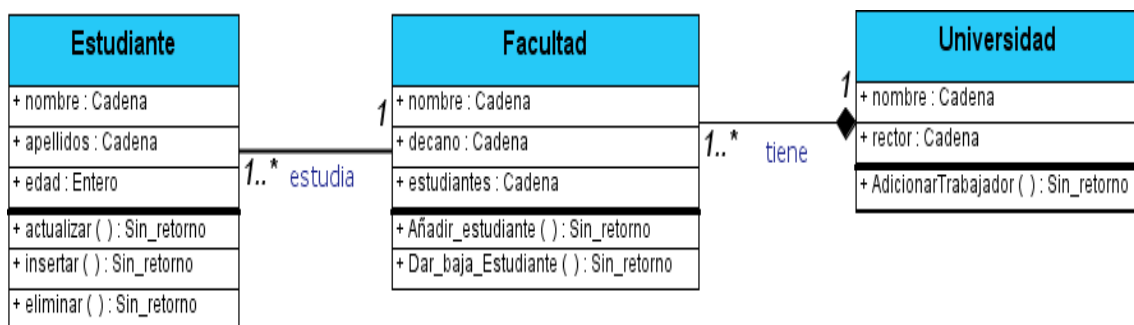 Estudiante
+ nombre : Cadena
+ apellidos : Cadena
+ edad : Entero
+ actualizar ( ) : Sin_retorno
+ insertar ( ) : Sin_retorno
+ eliminar ( ) : Sin_retorno
1..*
estudia
1
Facultad
+ nombre : Cadena
+ decano : Cadena
+ estudiantes : Cadena
+ Añadir_estudiante ( ) : Sin_retorno
+ Dar_baja_Estudiante ( ) : Sin_retorno
1..*
tiene
1
Universidad
+ nombre : Cadena
+ rector : Cadena
+ AdicionarTrabajador ( ) : Sin_retorno